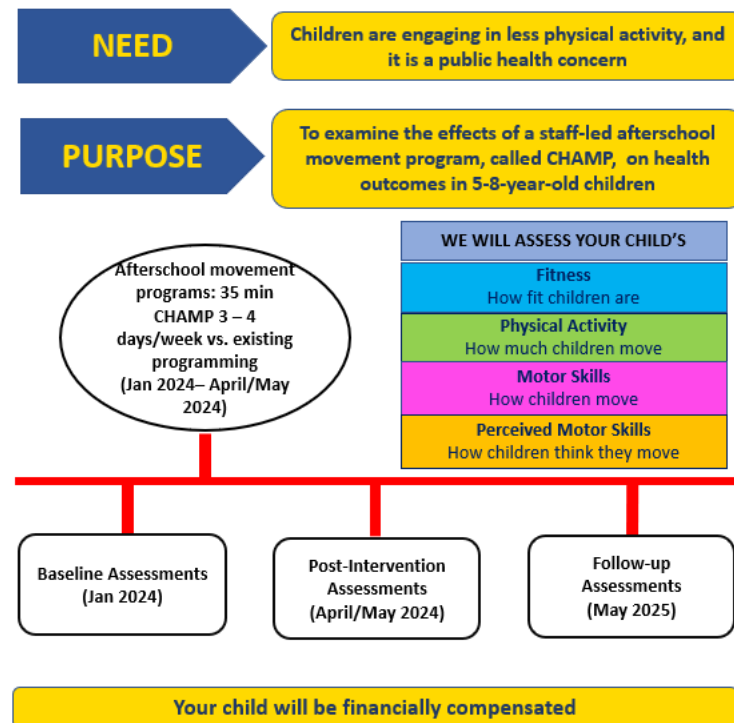 NEED
Children are engaging in less physical activity, and
it is a public health concern
PURPOSE
To examine the effects of a staff-led afterschool
movement program, called CHAMP, on health
outcomes in 5-8-year-old children
Afterschool movement
programs: 35 min
CHAMP 3 – 4
days/week vs. existing
programming
(Jan 2024– April/May
2024)
WE WILL ASSESS YOUR CHILD'S
Fitness
How fit children are
Physical Activity
How much children move
Motor Skills
How children move
Perceived Motor Skills
How children think they move
Baseline Assessments
(Jan 2024)
Post-Intervention
Assessments
(April/May 2024)
Follow-up
Assessments
(May 2025)
Your child will be financially compensated